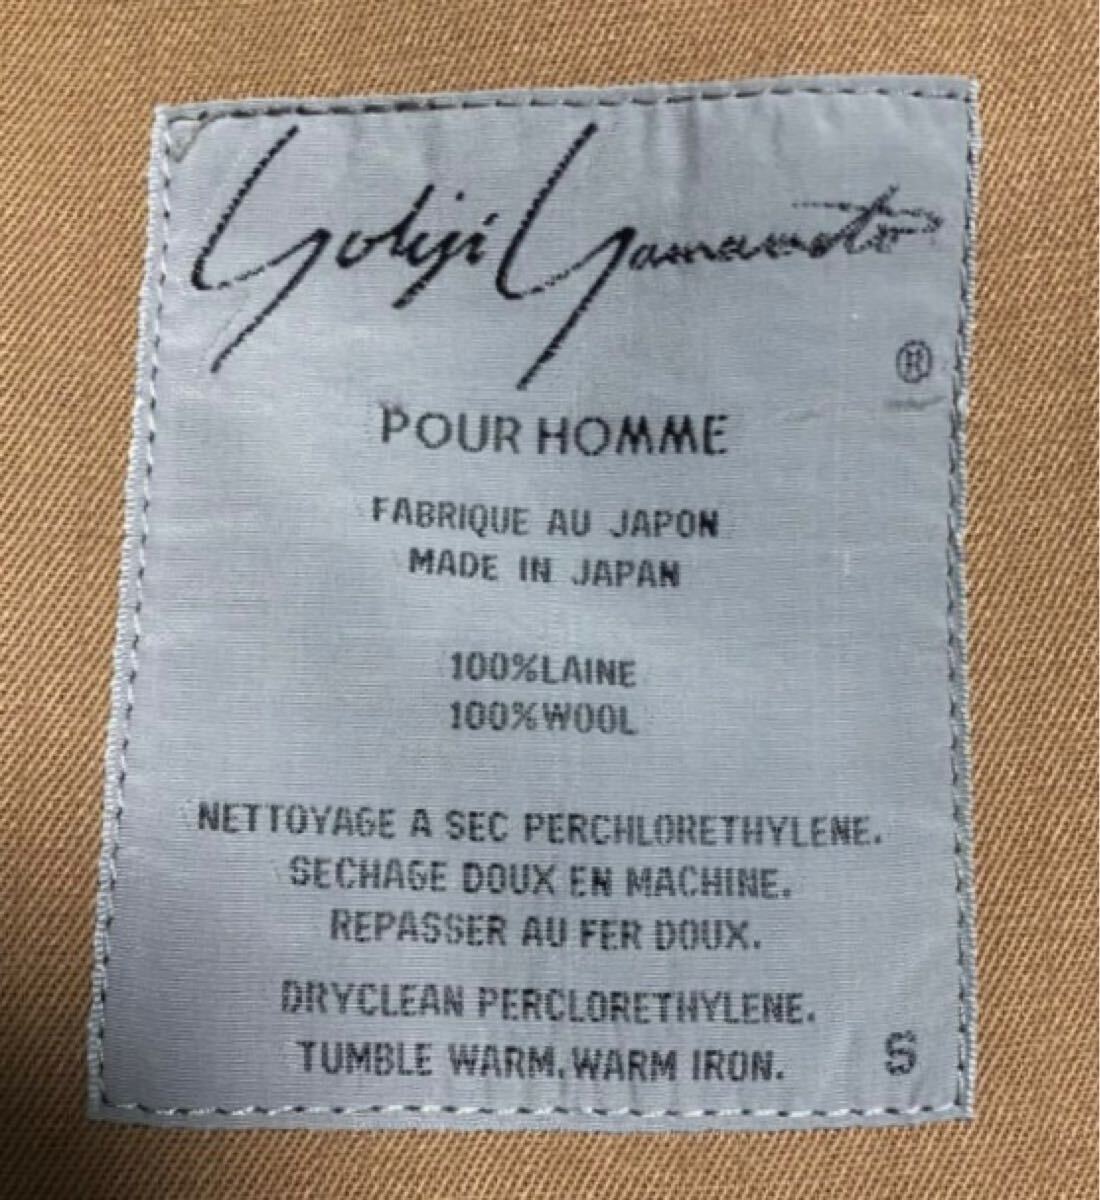 Yohji Yamamoto
®
POUR HOMME
FABRIQUE AU JAPON
MADE IN JAPAN
100%LAINE
100%WOOL
NETTOYAGE A SEC PERCHLORETHYLENE.
SECHAGE DOUX EN MACHINE.
REPASSER AU FER DOUX.
DRYCLEAN PERCLORETHYLENE.
TUMBLE WARM.WARM IRON.
S